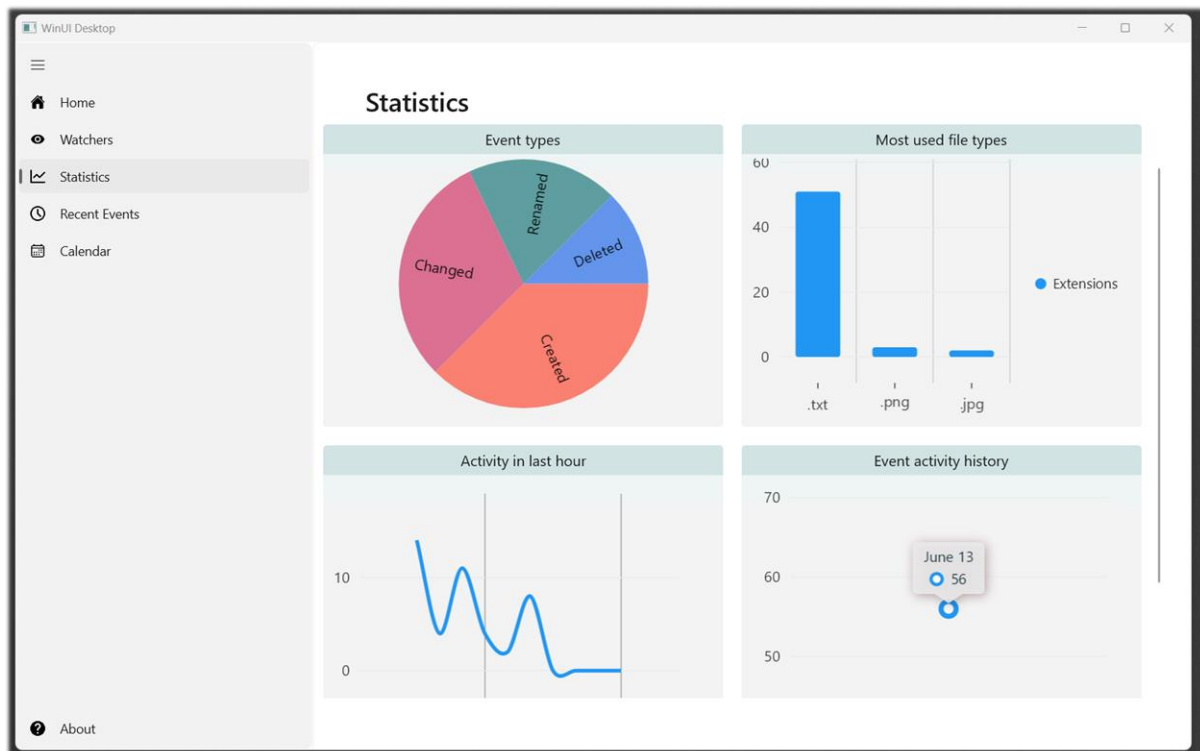 WinUI Desktop
Home
Watchers
Statistics
Recent Events
Calendar
About
Statistics
Event types
Renamed
Deleted
Changed
Created
Most used file types
60
40
20
0
.txt
.png
.jpg
Extensions
Activity in last hour
10
0
Event activity history
70
60
50
June 13
56